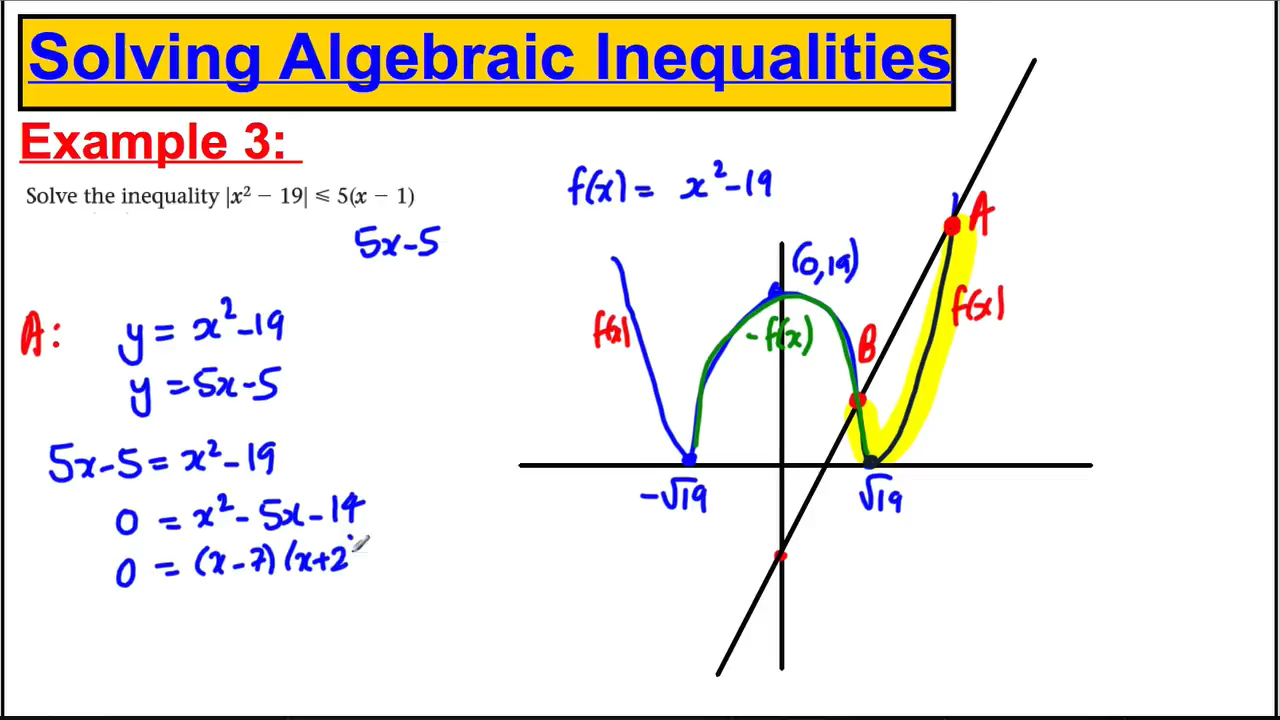 Solving Algebraic Inequalities
Example 3:
Solve the inequality |x² − 19| ⩽ 5(x − 1)
5x-5
f(x) = x²-19
A: y = x²-19
y = 5x-5
5x-5 = x²-19
0 = x² - 5x - 14
0 = (x-7)(x+2
(0,19)
A
f(x)
-f(x)
B
f(x)
-√19
√19